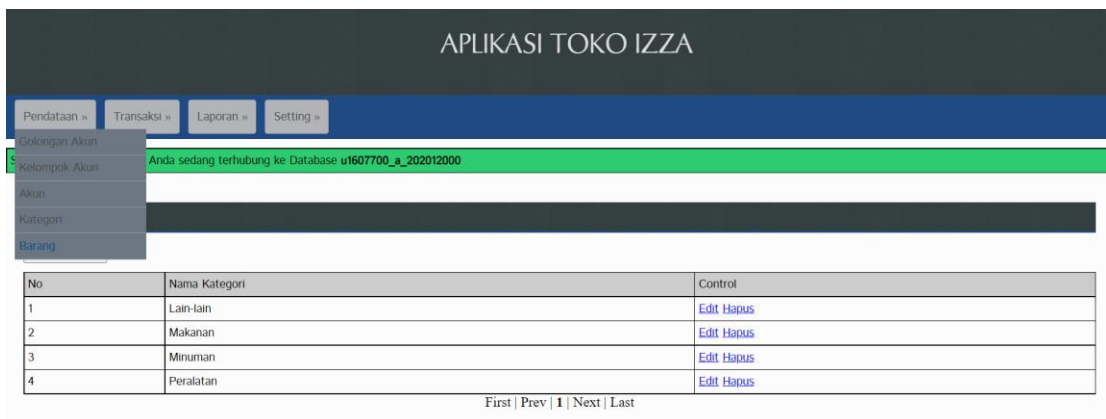 APLIKASI TOKO IZZA
Pendataan » Transaksi » Laporan » Setting »
Golongan Akun
Anda sedang terhubung ke Database u1607700_a_202012000
Kelompok Akun
Akun
Kategori
Barang
No Nama Kategori Control
1 Lain-lain Edit Hapus
2 Makanan Edit Hapus
3 Minuman Edit Hapus
4 Peralatan Edit Hapus
First | Prev | 1 | Next | Last